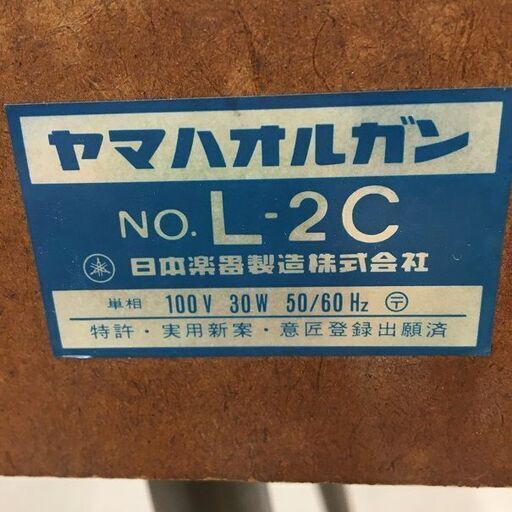 ヤマハオルガン
NO. L-2C
日本楽器製造株式会社
単相 100V 30W 50/60Hz 〶
特許・実用新案・意匠登録出願済